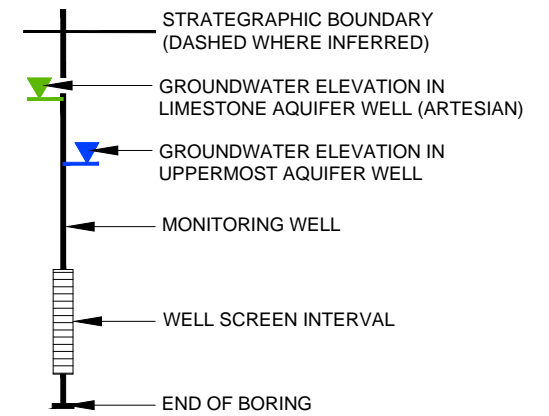 STRATEGRAPHIC BOUNDARY
(DASHED WHERE INFERRED)
GROUNDWATER ELEVATION IN
LIMESTONE AQUIFER WELL (ARTESIAN)
GROUNDWATER ELEVATION IN
UPPERMOST AQUIFER WELL
MONITORING WELL
WELL SCREEN INTERVAL
END OF BORING